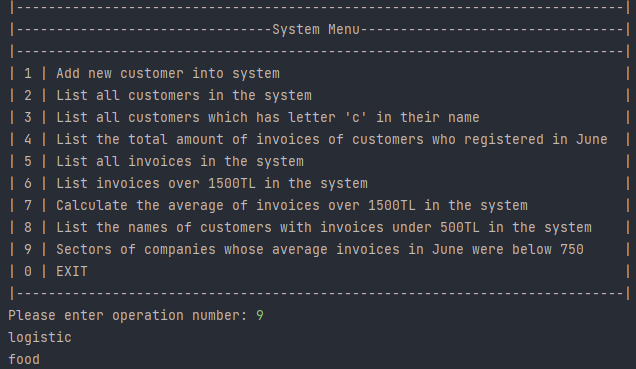 |----------------------------------------------------------------------------|
|--------------------------------System Menu---------------------------------|
|----------------------------------------------------------------------------|
| 1 | Add new customer into system                                           |
| 2 | List all customers in the system                                       |
| 3 | List all customers which has letter 'c' in their name                  |
| 4 | List the total amount of invoices of customers who registered in June  |
| 5 | List all invoices in the system                                        |
| 6 | List invoices over 1500TL in the system                                |
| 7 | Calculate the average of invoices over 1500TL in the system            |
| 8 | List the names of customers with invoices under 500TL in the system    |
| 9 | Sectors of companies whose average invoices in June were below 750     |
| 0 | EXIT                                                                   |
|----------------------------------------------------------------------------|
Please enter operation number: 9
logistic
food